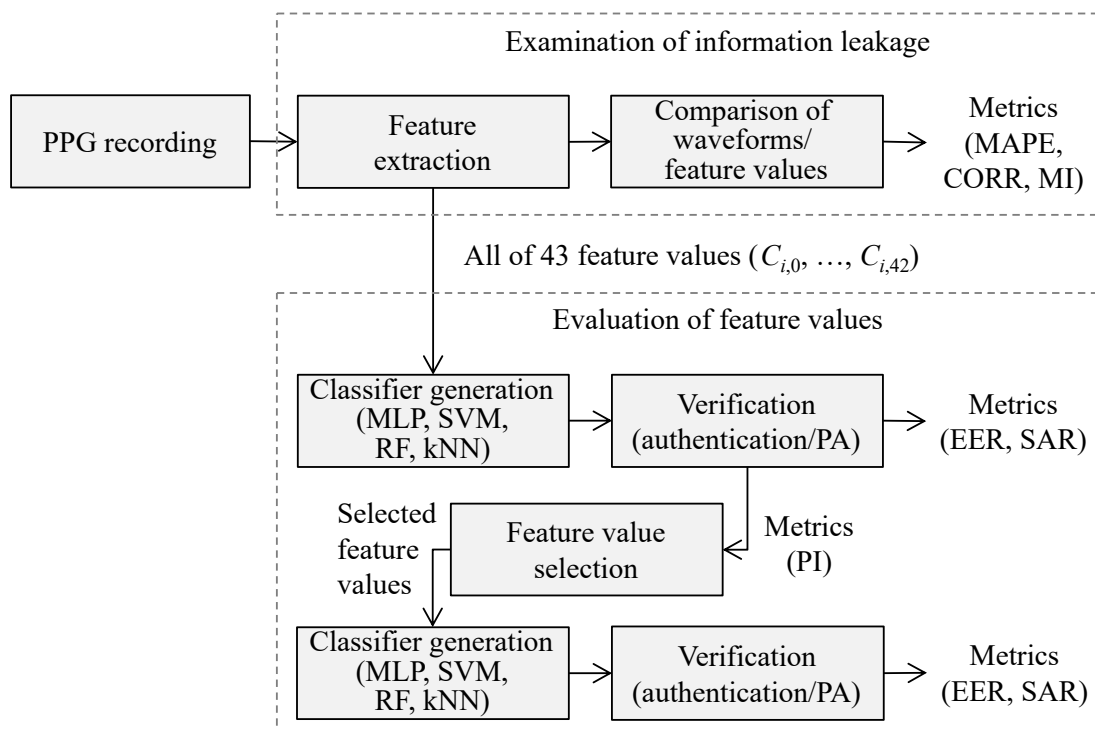 Examination of information leakage
PPG recording
Feature
extraction
Comparison of
waveforms/
feature values
Metrics
(MAPE,
CORR, MI)
All of 43 feature values (C_{i,0}, …, C_{i,42})
Evaluation of feature values
Classifier generation
(MLP, SVM,
RF, kNN)
Verification
(authentication/PA)
Metrics
(EER, SAR)
Selected
feature
values
Feature value
selection
Metrics
(PI)
Classifier generation
(MLP, SVM,
RF, kNN)
Verification
(authentication/PA)
Metrics
(EER, SAR)